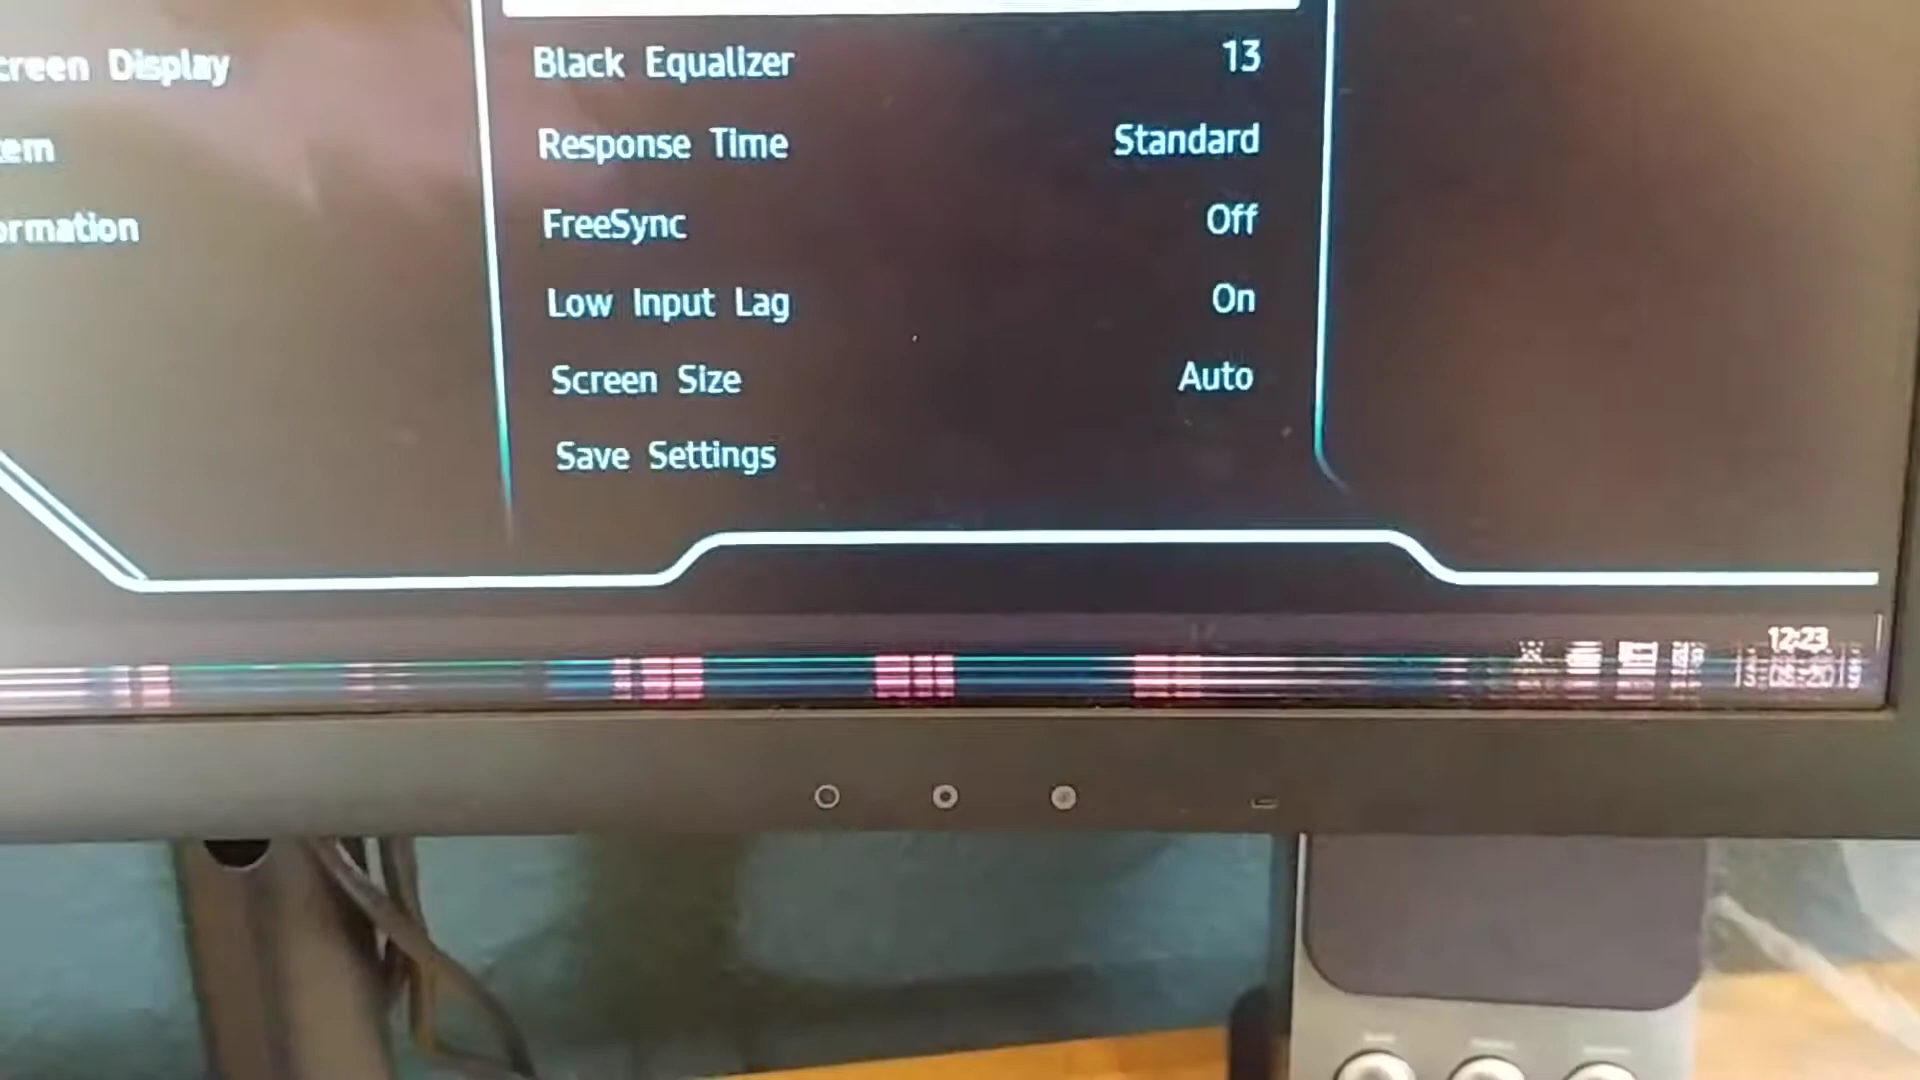 creen Display
tem
ormation
Black Equalizer 13
Response Time Standard
FreeSync Off
Low Input Lag On
Screen Size Auto
Save Settings
12:23